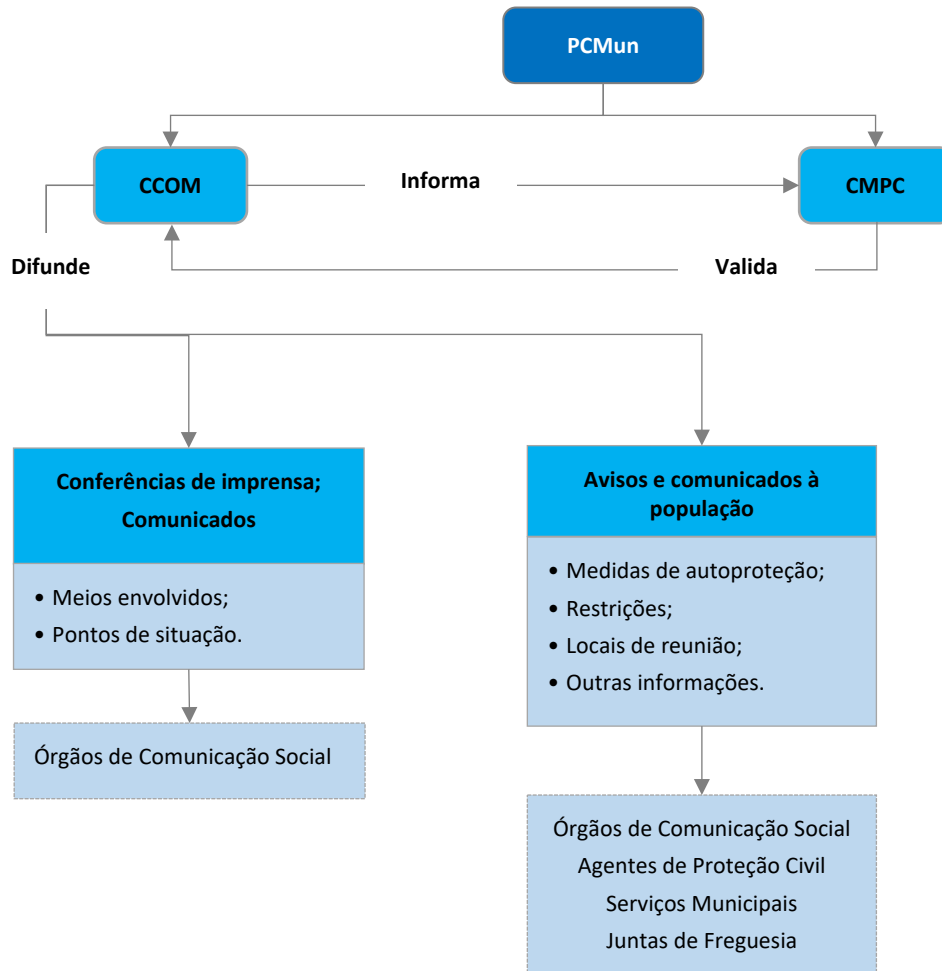 PCMun
CCOM
Informa
CMPC
Difunde
Valida
Conferências de imprensa;
Comunicados
• Meios envolvidos;
• Pontos de situação.
Órgãos de Comunicação Social
Avisos e comunicados à
população
• Medidas de autoproteção;
• Restrições;
• Locais de reunião;
• Outras informações.
Órgãos de Comunicação Social
Agentes de Proteção Civil
Serviços Municipais
Juntas de Freguesia